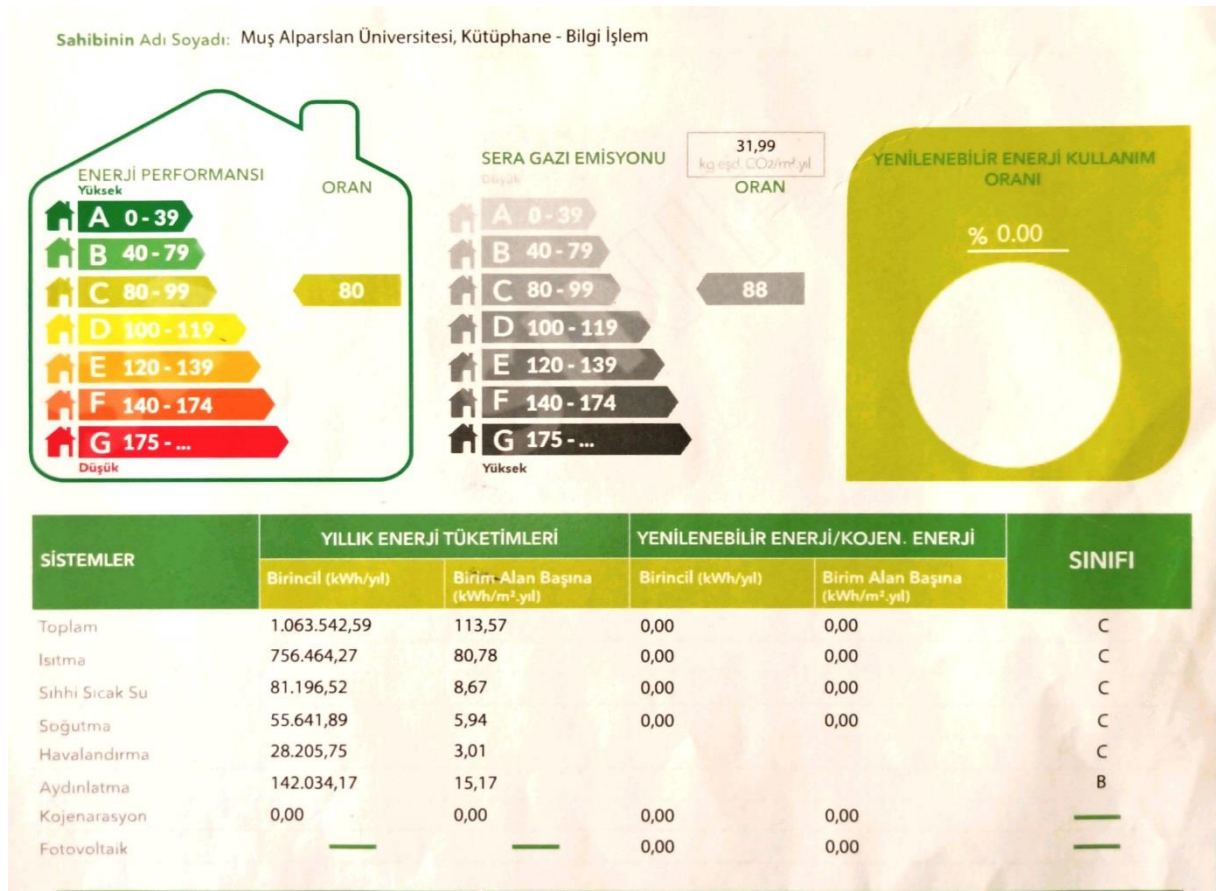 Sahibinin Adı Soyadı: Muş Alparslan Üniversitesi, Kütüphane - Bilgi İşlem
ENERJİ PERFORMANSI
Yüksek
ORAN
A 0 - 39
B 40 - 79
C 80 - 99
80
D 100 - 119
E 120 - 139
F 140 - 174
G 175 - ...
Düşük
SERA GAZI EMİSYONU
Düşük
31,99
kg eşd. CO2/m².yıl
ORAN
A 0 - 39
B 40 - 79
C 80 - 99
88
D 100 - 119
E 120 - 139
F 140 - 174
G 175 - ...
Yüksek
YENİLENEBİLİR ENERJİ KULLANIM
ORANI
% 0.00
SİSTEMLER
YILLIK ENERJİ TÜKETİMLERİ
YENİLENEBİLİR ENERJİ/KOJEN. ENERJİ
SINIFI
Birincil (kWh/yıl)
Birim Alan Başına
(kWh/m².yıl)
Birincil (kWh/yıl)
Birim Alan Başına
(kWh/m².yıl)
Toplam 1.063.542,59 113,57 0,00 0,00 C
Isıtma 756.464,27 80,78 0,00 0,00 C
Sıhhi Sıcak Su 81.196,52 8,67 0,00 0,00 C
Soğutma 55.641,89 5,94 0,00 0,00 C
Havalandırma 28.205,75 3,01 C
Aydınlatma 142.034,17 15,17 B
Kojenarasyon 0,00 0,00 0,00 0,00
Fotovoltaik 0,00 0,00